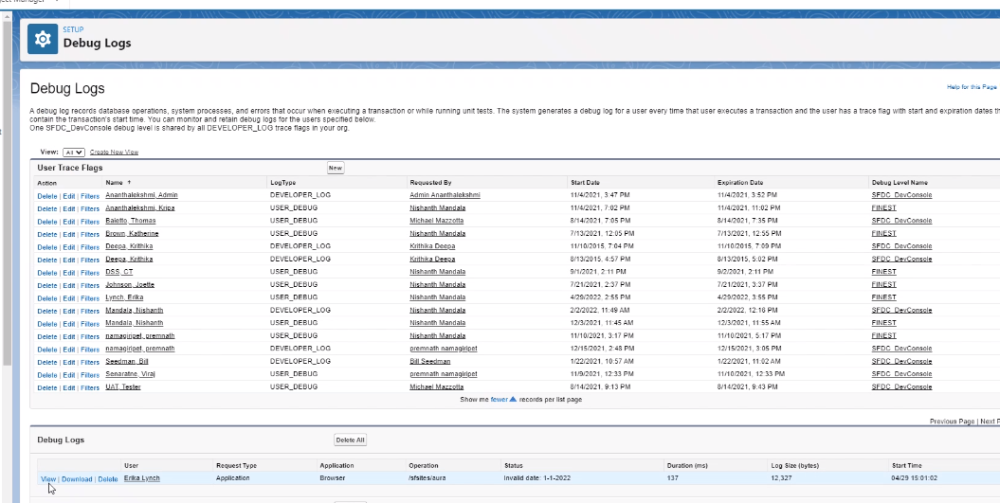 SETUP
Debug Logs
Debug Logs
Help for this Page
A debug log records database operations, system processes, and errors that occur when executing a transaction or while running unit tests. The system generates a debug log for a user every time that user executes a transaction and the user has a trace flag with start and expiration dates
contain the transaction's start time. You can monitor and retain debug logs for the users specified below.
One SFDC_DevConsole debug level is shared by all DEVELOPER_LOG trace flags in your org.
View: All Create New View
User Trace Flags New
Action Name LogType Requested By Start Date Expiration Date Debug Level Name
Delete | Edit | Filters Ananthalekshmi, Admin DEVELOPER_LOG Admin Ananthalekshmi 11/4/2021, 3:47 PM 11/4/2021, 3:52 PM SFDC_DevConsole
Delete | Edit | Filters Ananthalekshmi, Kripa USER_DEBUG Nishanth Mandala 11/4/2021, 7:02 PM 11/4/2021, 11:02 PM FINEST
Delete | Edit | Filters Baietto, Thomas USER_DEBUG Michael Mazzotta 8/14/2021, 7:05 PM 8/14/2021, 7:35 PM SFDC_DevConsole
Delete | Edit | Filters Brown, Katherine USER_DEBUG Nishanth Mandala 7/13/2021, 12:05 PM 7/13/2021, 12:55 PM FINEST
Delete | Edit | Filters Deepa, Krithika DEVELOPER_LOG Krithika Deepa 11/10/2015, 7:04 PM 11/10/2015, 7:09 PM SFDC_DevConsole
Delete | Edit | Filters Deepa, Krithika DEVELOPER_LOG Krithika Deepa 8/13/2015, 4:57 PM 8/13/2015, 5:02 PM SFDC_DevConsole
Delete | Edit | Filters DSS, CT USER_DEBUG Nishanth Mandala 9/1/2021, 2:11 PM 9/2/2021, 2:11 PM FINEST
Delete | Edit | Filters Johnson, Joette USER_DEBUG Nishanth Mandala 7/21/2021, 2:37 PM 7/21/2021, 3:37 PM FINEST
Delete | Edit | Filters Lynch, Erika USER_DEBUG Nishanth Mandala 4/29/2022, 2:55 PM 4/29/2022, 3:55 PM FINEST
Delete | Edit | Filters Mandala, Nishanth DEVELOPER_LOG Nishanth Mandala 2/2/2022, 11:49 AM 2/2/2022, 12:16 PM SFDC_DevConsole
Delete | Edit | Filters Mandala, Nishanth USER_DEBUG Nishanth Mandala 12/3/2021, 11:45 AM 12/3/2021, 11:55 AM FINEST
Delete | Edit | Filters namagiripet, premnath USER_DEBUG Nishanth Mandala 11/10/2021, 3:17 PM 11/10/2021, 5:17 PM FINEST
Delete | Edit | Filters namagiripet, premnath DEVELOPER_LOG premnath namagiripet 12/15/2021, 2:48 PM 12/15/2021, 3:05 PM SFDC_DevConsole
Delete | Edit | Filters Seedman, Bill DEVELOPER_LOG Bill Seedman 1/22/2021, 10:57 AM 1/22/2021, 11:02 AM SFDC_DevConsole
Delete | Edit | Filters Senaratne, Viraj USER_DEBUG premnath namagiripet 11/9/2021, 12:33 PM 11/10/2021, 12:33 PM SFDC_DevConsole
Delete | Edit | Filters UAT, Tester USER_DEBUG Michael Mazzotta 8/14/2021, 9:13 PM 8/14/2021, 9:43 PM SFDC_DevConsole
Show me fewer records per list page
Previous Page | Next
Debug Logs Delete All
User Request Type Application Operation Status Duration (ms) Log Size (bytes) Start Time
View | Download | Delete Erika Lynch Application Browser /sfsites/aura Invalid date: 1-1-2022 137 12,327 04/29 15:01:02